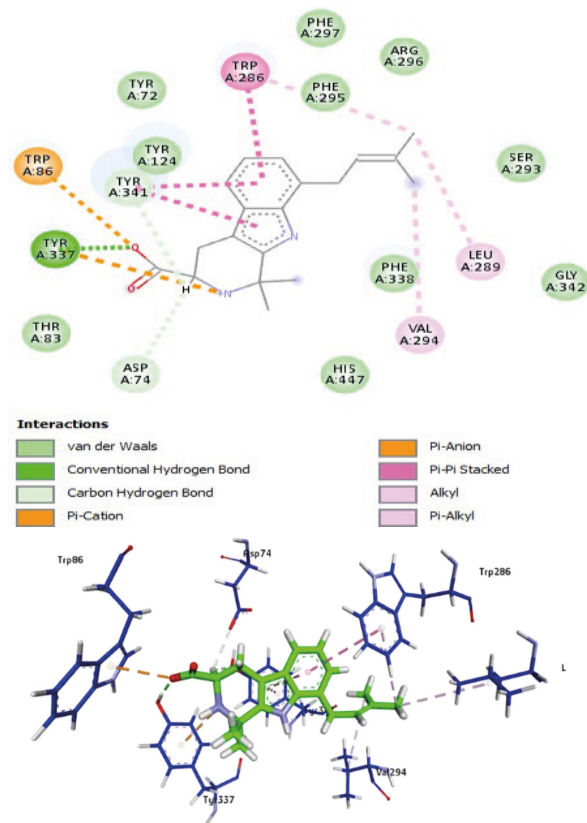 PHE
A:297
ARG
A:296
TRP
A:286
TYR
A:72
PHE
A:295
TYR
A:124
SER
A:293
TRP
A:86
TYR
A:341
N
TYR
A:337
O
O
H
N
PHE
A:338
LEU
A:289
GLY
A:342
THR
A:83
VAL
A:294
ASP
A:74
HIS
A:447
Interactions
van der Waals
Conventional Hydrogen Bond
Carbon Hydrogen Bond
Pi-Cation
Pi-Anion
Pi-Pi Stacked
Alkyl
Pi-Alkyl
Trp86
Asp74
Trp286
L
Val294
Tyr337